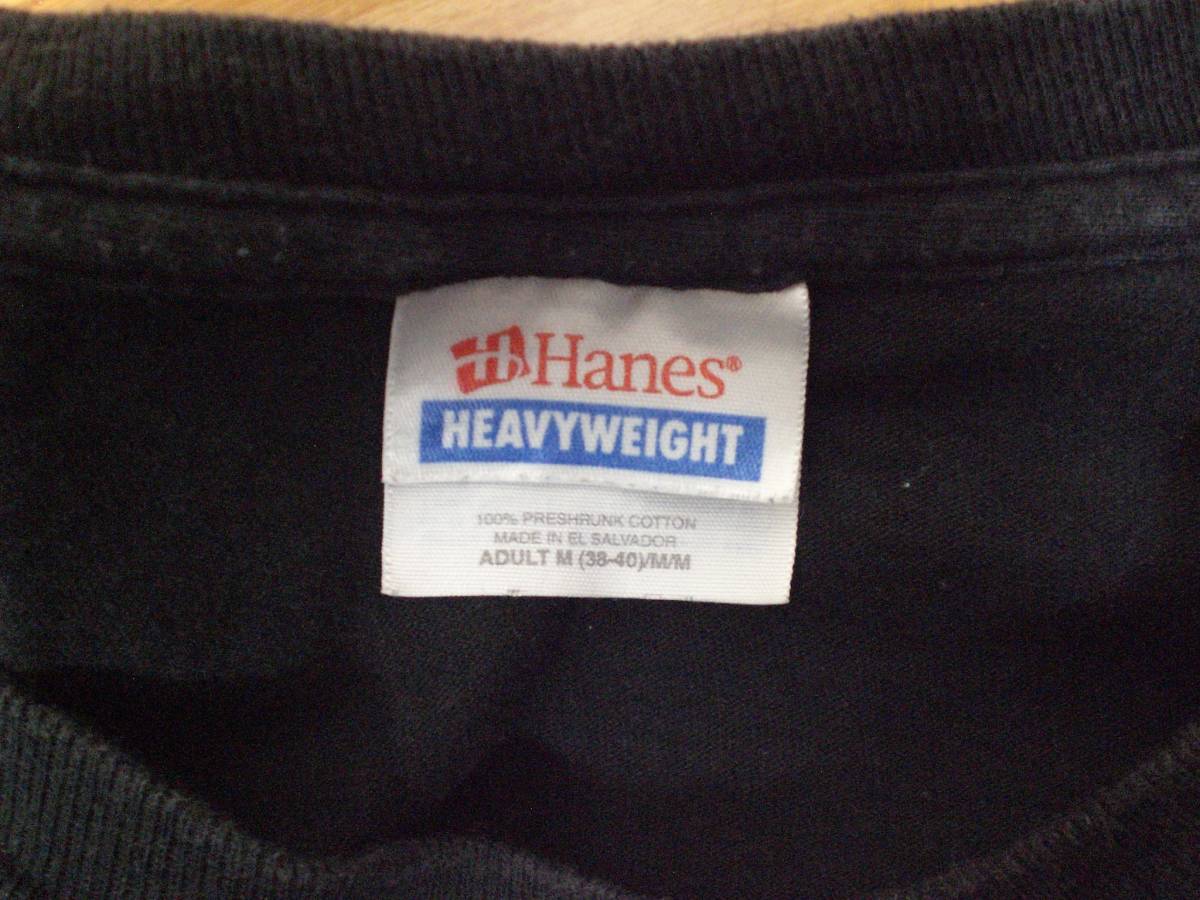 Hanes®
HEAVYWEIGHT
100% PRESHRUNK COTTON
MADE IN EL SALVADOR
ADULT M (38-40)/M/M